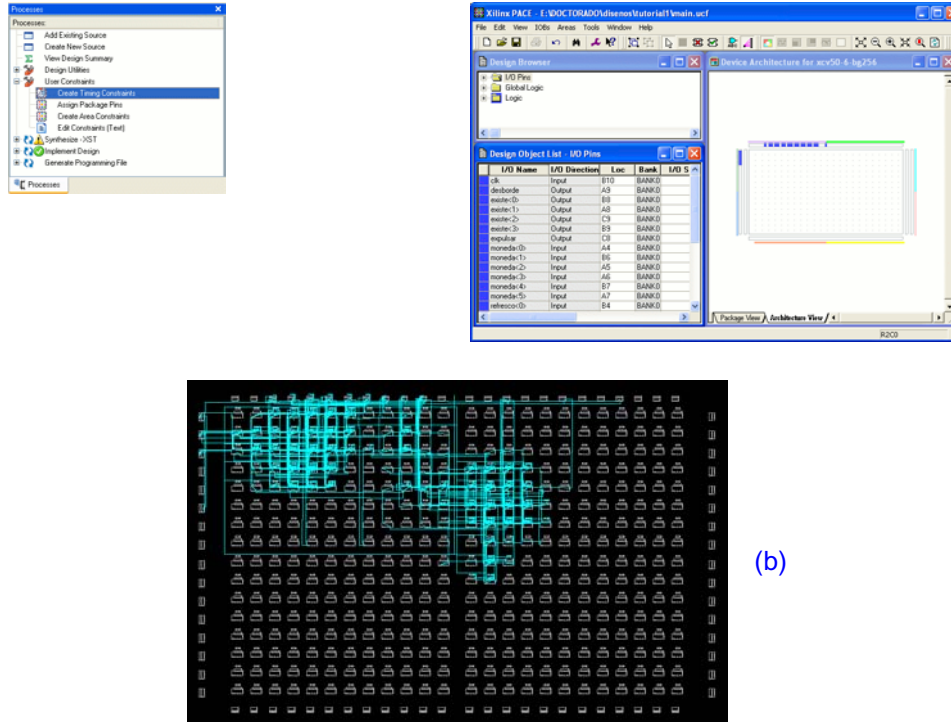 Processes
Processes:
Add Existing Source
Create New Source
View Design Summary
Design Utilities
User Constraints
Create Timing Constraints
Assign Package Pins
Create Area Constraints
Edit Constraints (Text)
Synthesize - XST
Implement Design
Generate Programming File
Processes
Xilinx PACE - E:\DOCTORADO\disenos\tutorial1\main.ucf
File Edit View IOBs Areas Tools Window Help
Design Browser
I/O Pins
Global Logic
Logic
Design Object List - I/O Pins
I/O Name I/O Direction Loc Bank I/O S
clk Input B10 BANK0
desborde Output A9 BANK0
existe<0> Output B8 BANK0
existe<1> Output A8 BANK0
existe<2> Output C9 BANK0
existe<3> Output B9 BANK0
expulsar Output C8 BANK0
moneda<0> Input A4 BANK0
moneda<1> Input B6 BANK0
moneda<2> Input A5 BANK0
moneda<3> Input A6 BANK0
moneda<4> Input B7 BANK0
moneda<5> Input A7 BANK0
refresco<0> Input B4 BANK0
Device Architecture for xcv50-6-bg256
Package View Architecture View
R2C0
(b)